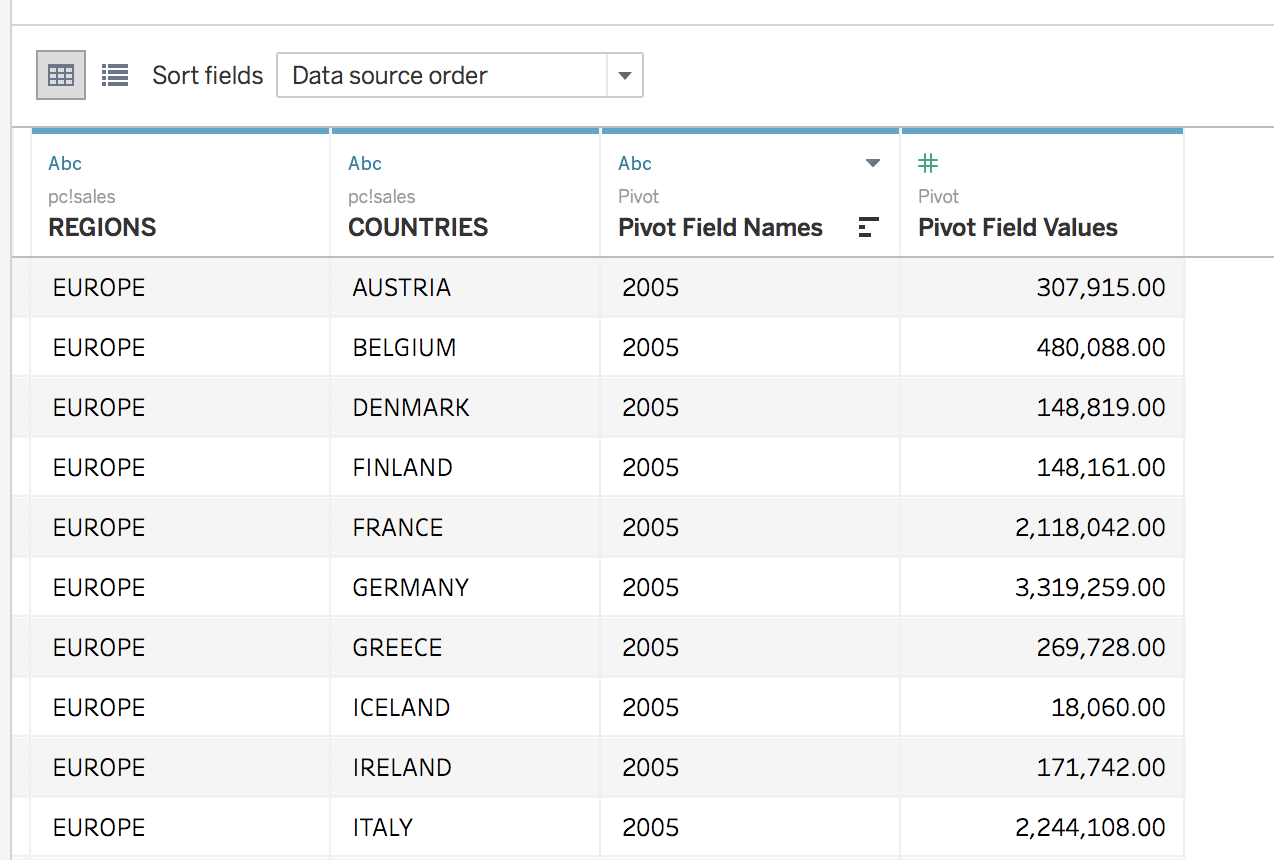 Sort fields Data source order
Abc Abc Abc #
pc!sales pc!sales Pivot Pivot
REGIONS COUNTRIES Pivot Field Names Pivot Field Values
EUROPE AUSTRIA 2005 307,915.00
EUROPE BELGIUM 2005 480,088.00
EUROPE DENMARK 2005 148,819.00
EUROPE FINLAND 2005 148,161.00
EUROPE FRANCE 2005 2,118,042.00
EUROPE GERMANY 2005 3,319,259.00
EUROPE GREECE 2005 269,728.00
EUROPE ICELAND 2005 18,060.00
EUROPE IRELAND 2005 171,742.00
EUROPE ITALY 2005 2,244,108.00